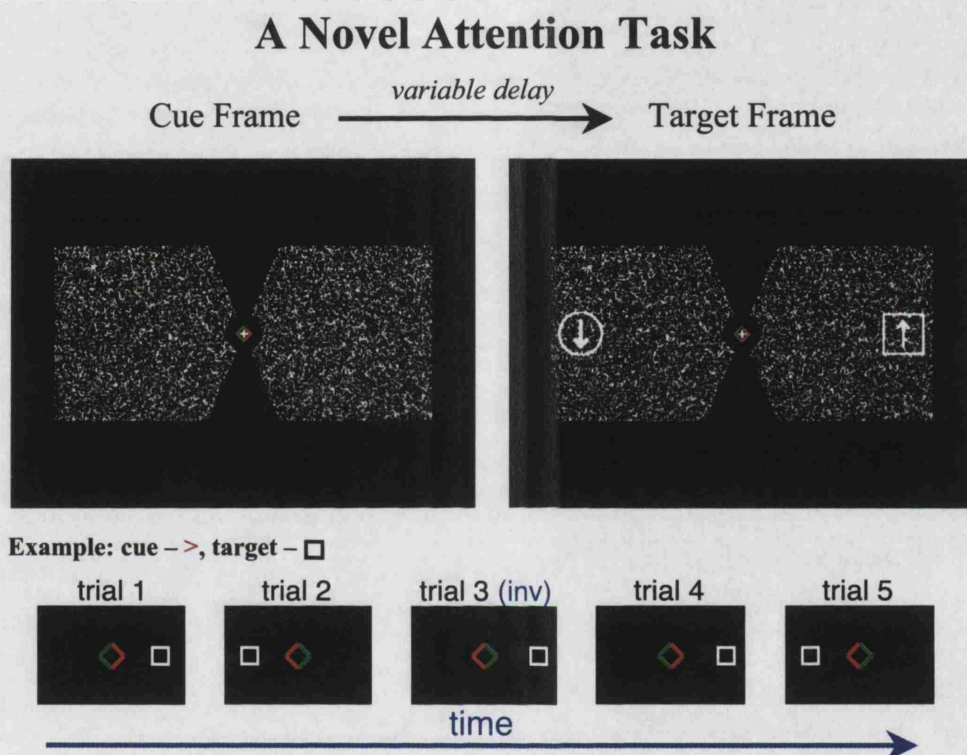 A Novel Attention Task
variable delay
Cue Frame
Target Frame
Example: cue – >, target – □
trial 1
trial 2
trial 3 (inv)
trial 4
trial 5
time